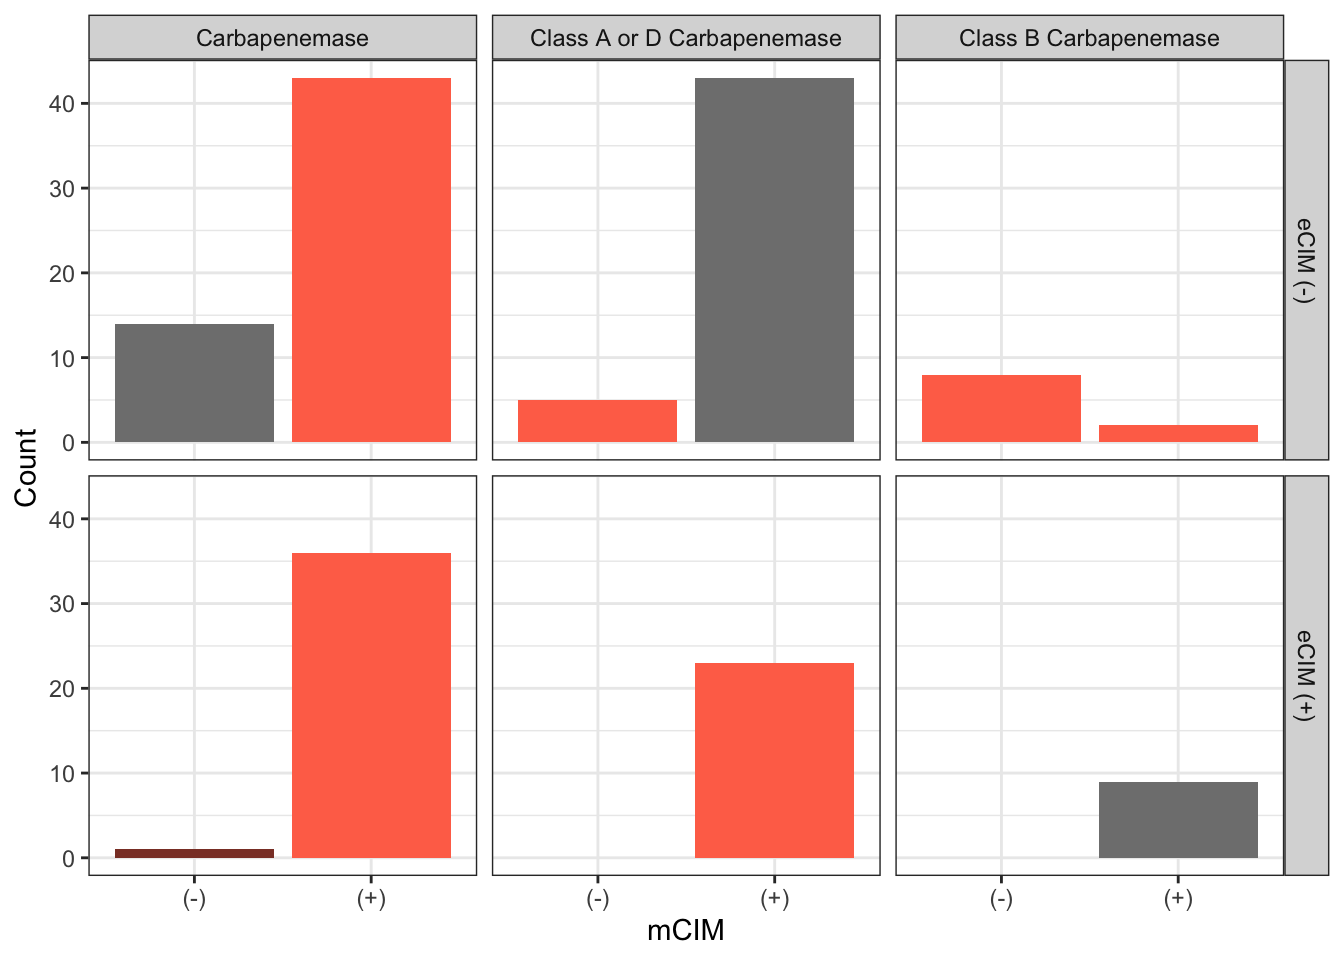 Carbapenemase
Class A or D Carbapenemase
Class B Carbapenemase
40
30
20
10
0
eCIM (-)
Count
40
30
20
10
0
eCIM (+)
(-)
(+)
(-)
(+)
(-)
(+)
mCIM